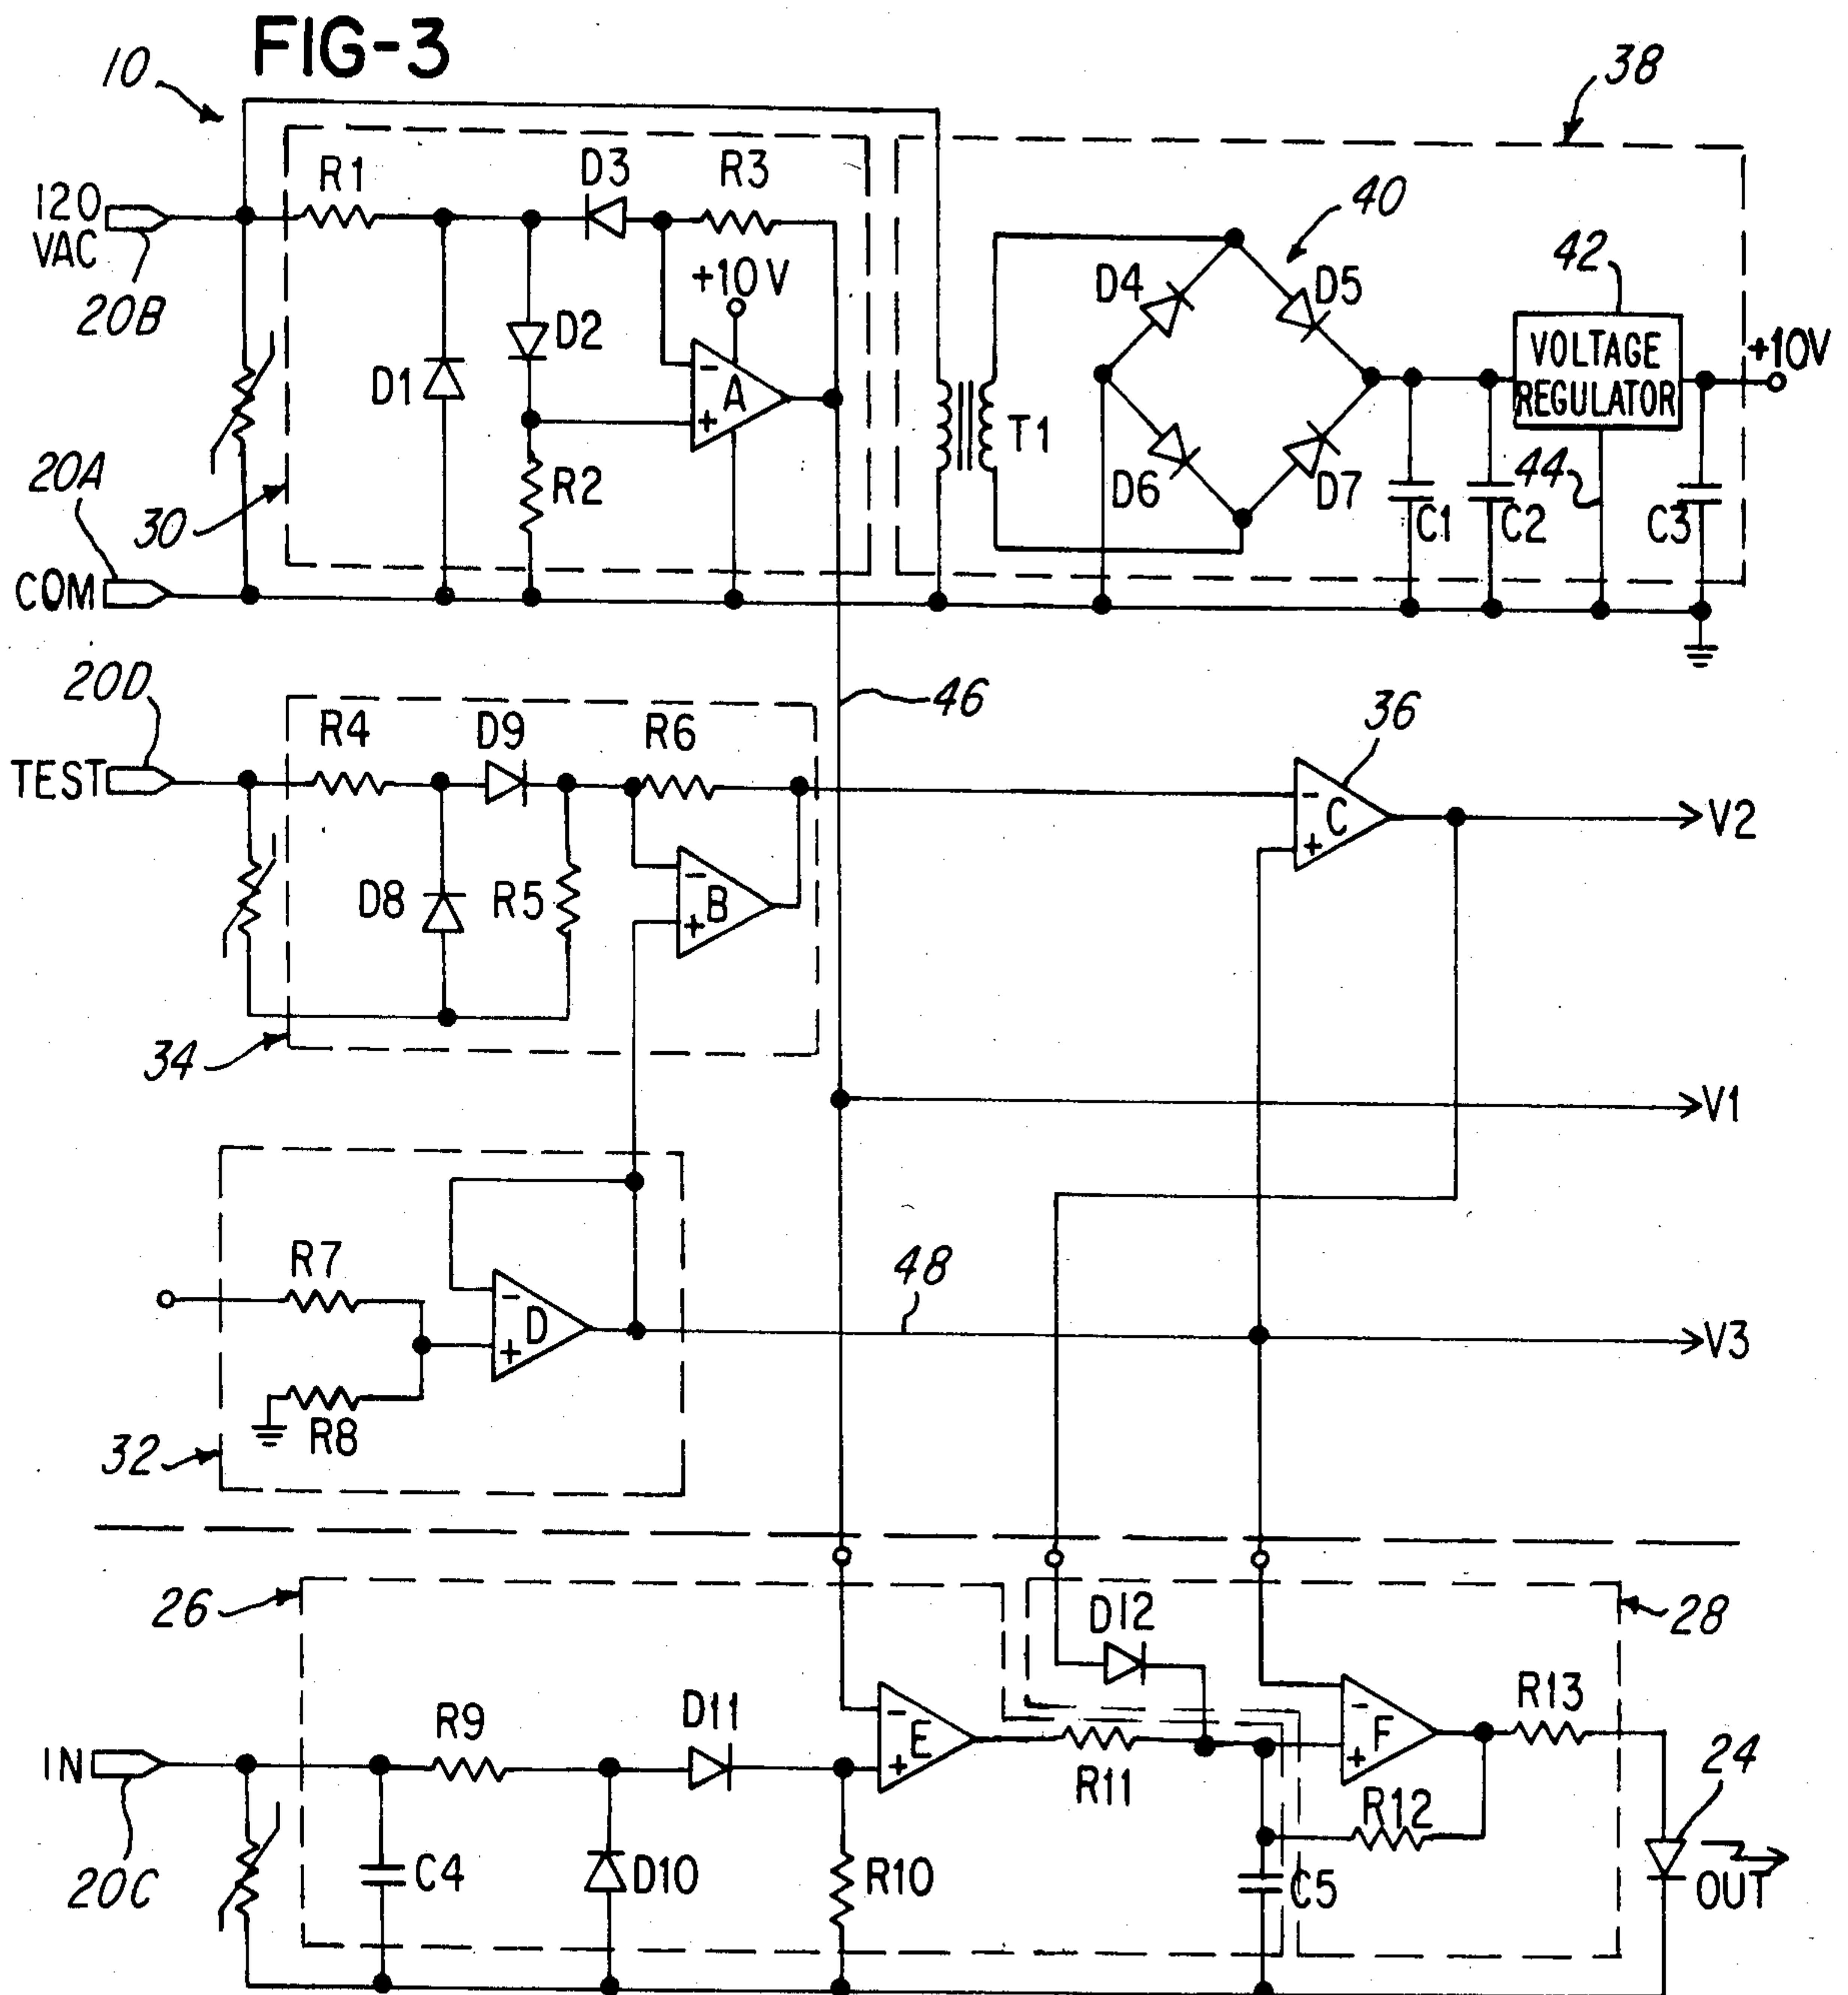 FIG-3
10
38
R1
D3
R3
40
120
VAC
20B
+10V
D4
D5
42
VOLTAGE
REGULATOR
+10V
D1
D2
-
A
+
T1
20A
R2
D6
D7
44
30
C1
C2
C3
COM
20D
46
36
R4
D9
R6
TEST
-
C
+
V2
D8
R5
-
B
+
34
V1
R7
48
-
D
+
V3
R8
32
26
D12
28
R9
D11
-
E
+
-
F
+
R13
IN
R11
R12
24
20C
C4
D10
R10
C5
OUT